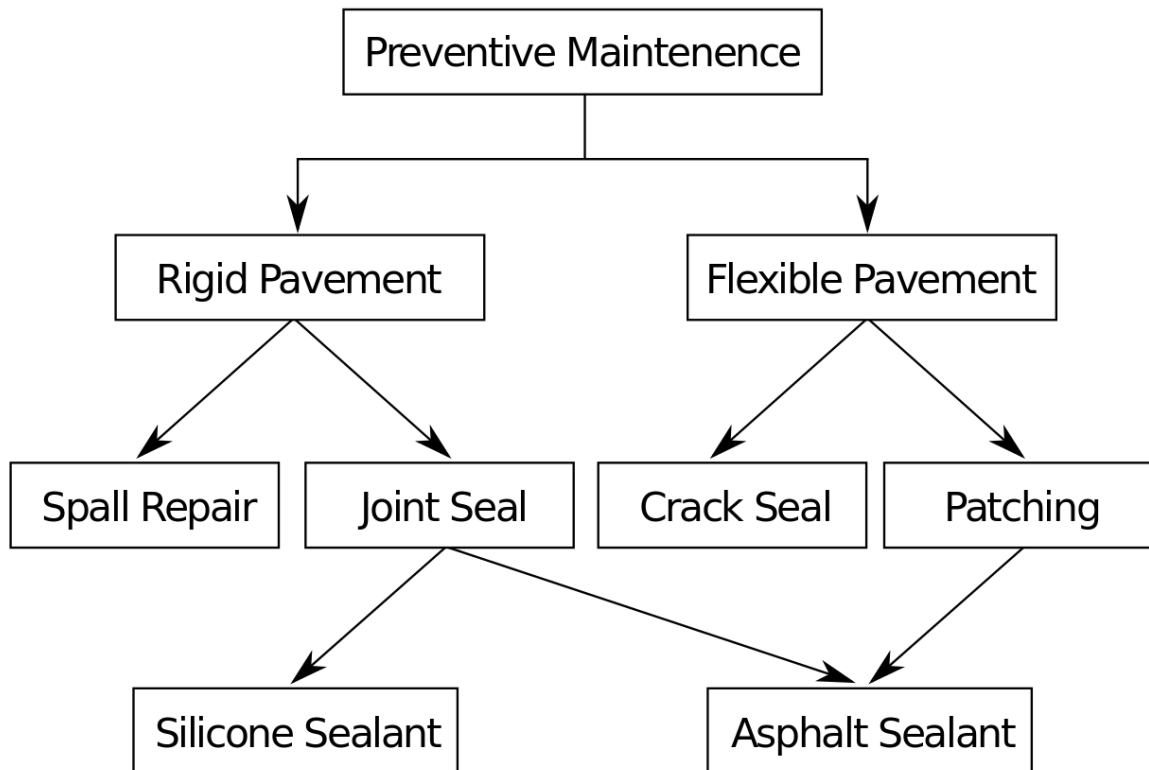 Preventive Maintenence
Rigid Pavement
Flexible Pavement
Spall Repair
Joint Seal
Crack Seal
Patching
Silicone Sealant
Asphalt Sealant